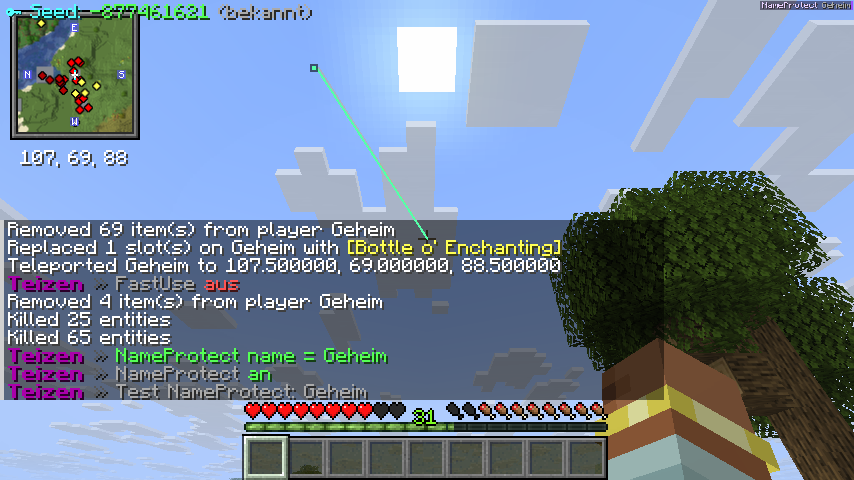 Seed: -877461621 (bekannt)
NameProtect Geheim
E
N
S
W
107, 69, 88
Removed 69 item(s) from player Geheim
Replaced 1 slot(s) on Geheim with [Bottle o' Enchanting]
Teleported Geheim to 107.500000, 69.000000, 88.500000
Teizen » FastUse aus
Removed 4 item(s) from player Geheim
Killed 25 entities
Killed 65 entities
Teizen » NameProtect name = Geheim
Teizen » NameProtect an
Teizen » Test NameProtect: Geheim
31